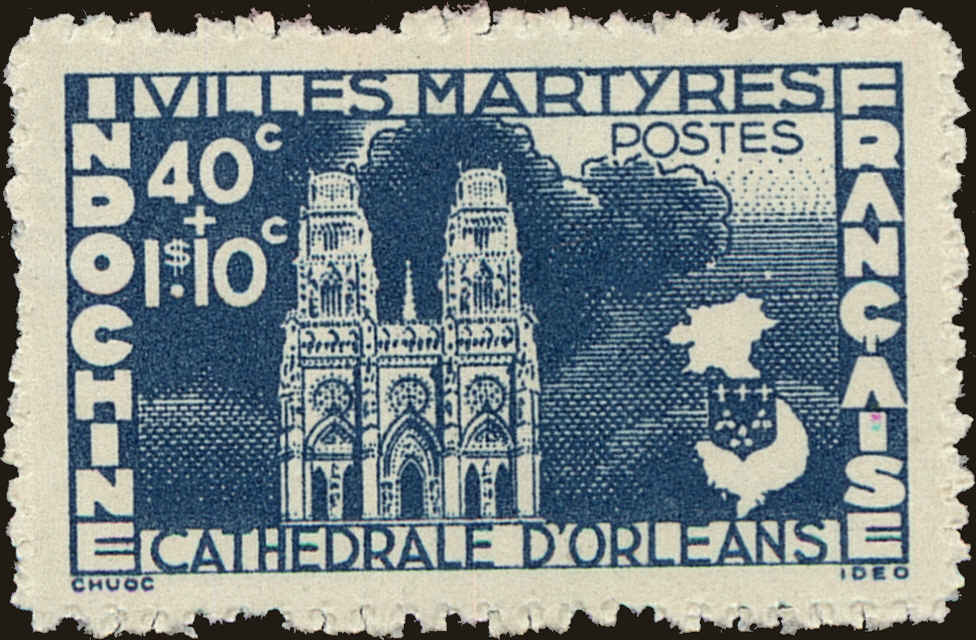 VILLES MARTYRES
INDOCHINE
FRANÇAISE
POSTES
40c
+
1$.10c
CATHEDRALE D'ORLEANS
CHUOC
IDEO